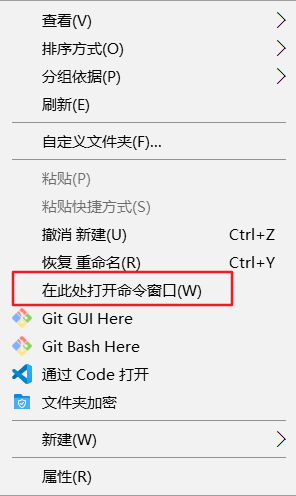 查看(V)
排序方式(O)
分组依据(P)
刷新(E)
自定义文件夹(F)...
粘贴(P)
粘贴快捷方式(S)
撤消 新建(U) Ctrl+Z
恢复 重命名(R) Ctrl+Y
在此处打开命令窗口(W)
Git GUI Here
Git Bash Here
通过 Code 打开
文件夹加密
新建(W)
属性(R)